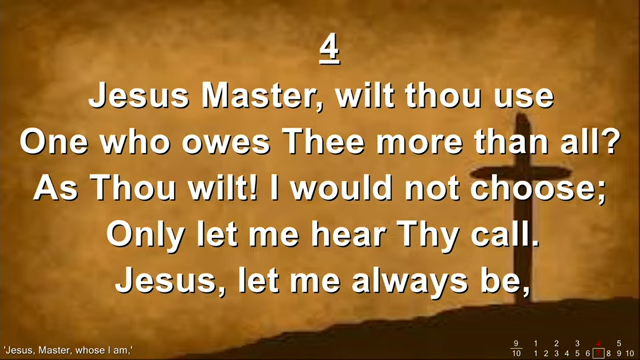 4
Jesus Master, wilt thou use
One who owes Thee more than all?
As Thou wilt! I would not choose;
Only let me hear Thy call.
Jesus, let me always be,
'Jesus, Master, whose I am,'
9 1 2 3 4 5
10 1 2 3 4 5 6 8 9 10